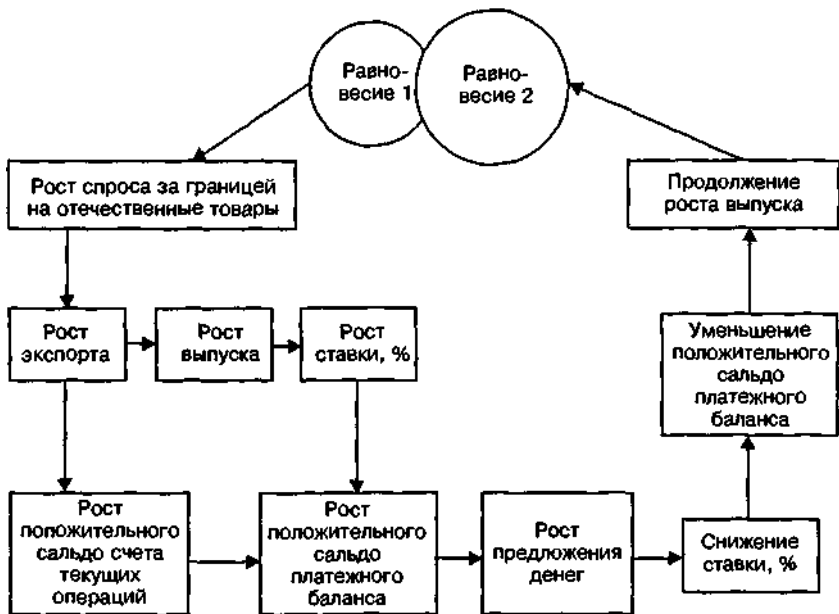 Равно-
весие 1
Равно-
весие 2
Рост спроса за границей
на отечественные товары
Продолжение
роста выпуска
Рост
экспорта
Рост
выпуска
Рост
ставки, %
Уменьшение
положительного
сальдо
платежного
баланса
Рост
положительного
сальдо счета
текущих
операций
Рост
положительного
сальдо
платежного
баланса
Рост
предложения
денег
Снижение
ставки, %